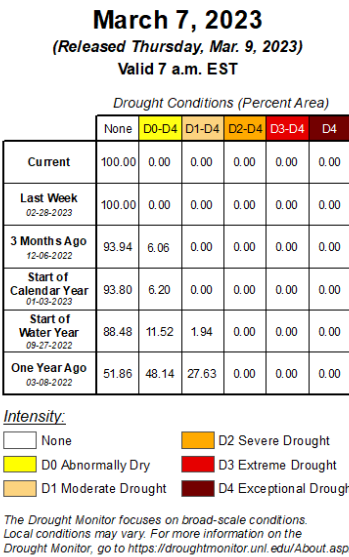 March 7, 2023
(Released Thursday, Mar. 9, 2023)
Valid 7 a.m. EST
Drought Conditions (Percent Area)
None D0-D4 D1-D4 D2-D4 D3-D4 D4
Current 100.00 0.00 0.00 0.00 0.00 0.00
Last Week 02-28-2023 100.00 0.00 0.00 0.00 0.00 0.00
3 Months Ago 12-06-2022 93.94 6.06 0.00 0.00 0.00 0.00
Start of Calendar Year 01-03-2023 93.80 6.20 0.00 0.00 0.00 0.00
Start of Water Year 09-27-2022 88.48 11.52 1.94 0.00 0.00 0.00
One Year Ago 03-08-2022 51.86 48.14 27.63 0.00 0.00 0.00
Intensity:
None D2 Severe Drought
D0 Abnormally Dry D3 Extreme Drought
D1 Moderate Drought D4 Exceptional Drough
The Drought Monitor focuses on broad-scale conditions.
Local conditions may vary. For more information on the
Drought Monitor, go to https://droughtmonitor.unl.edu/About.asp